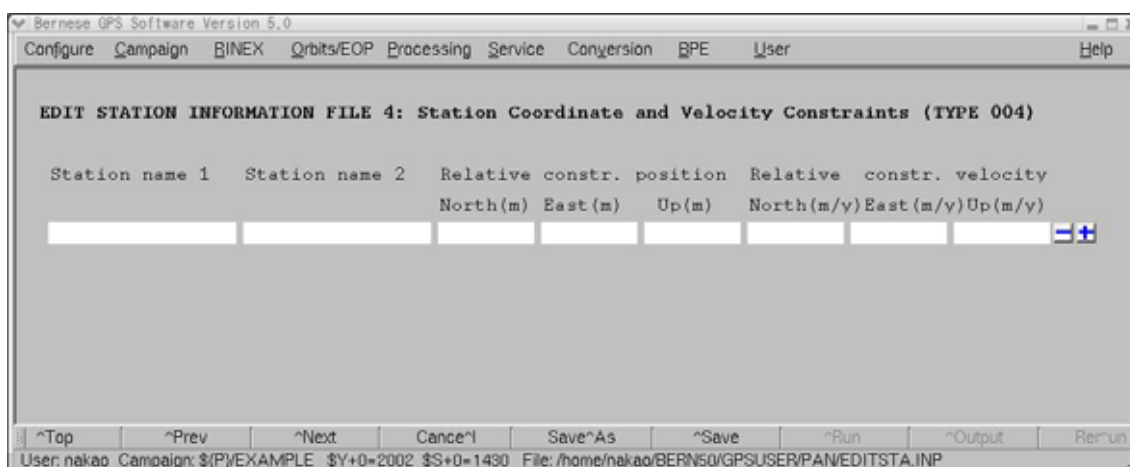 Bernese GPS Software Version 5.0
Configure Campaign RINEX Orbits/EOP Processing Service Conversion BPE User Help
EDIT STATION INFORMATION FILE 4: Station Coordinate and Velocity Constraints (TYPE 004)
Station name 1 Station name 2 Relative constr. position Relative constr. velocity
North(m) East(m) Up(m) North(m/y) East(m/y) Up(m/y)
^Top ^Prev ^Next Cance^l Save^As ^Save ^Run ^Output Rer^un
User: nakao Campaign: ${P}/EXAMPLE $Y+0=2002 $S+0=1430 File: /home/nakao/BERN50/GPSUSER/PAN/EDITSTA.INP